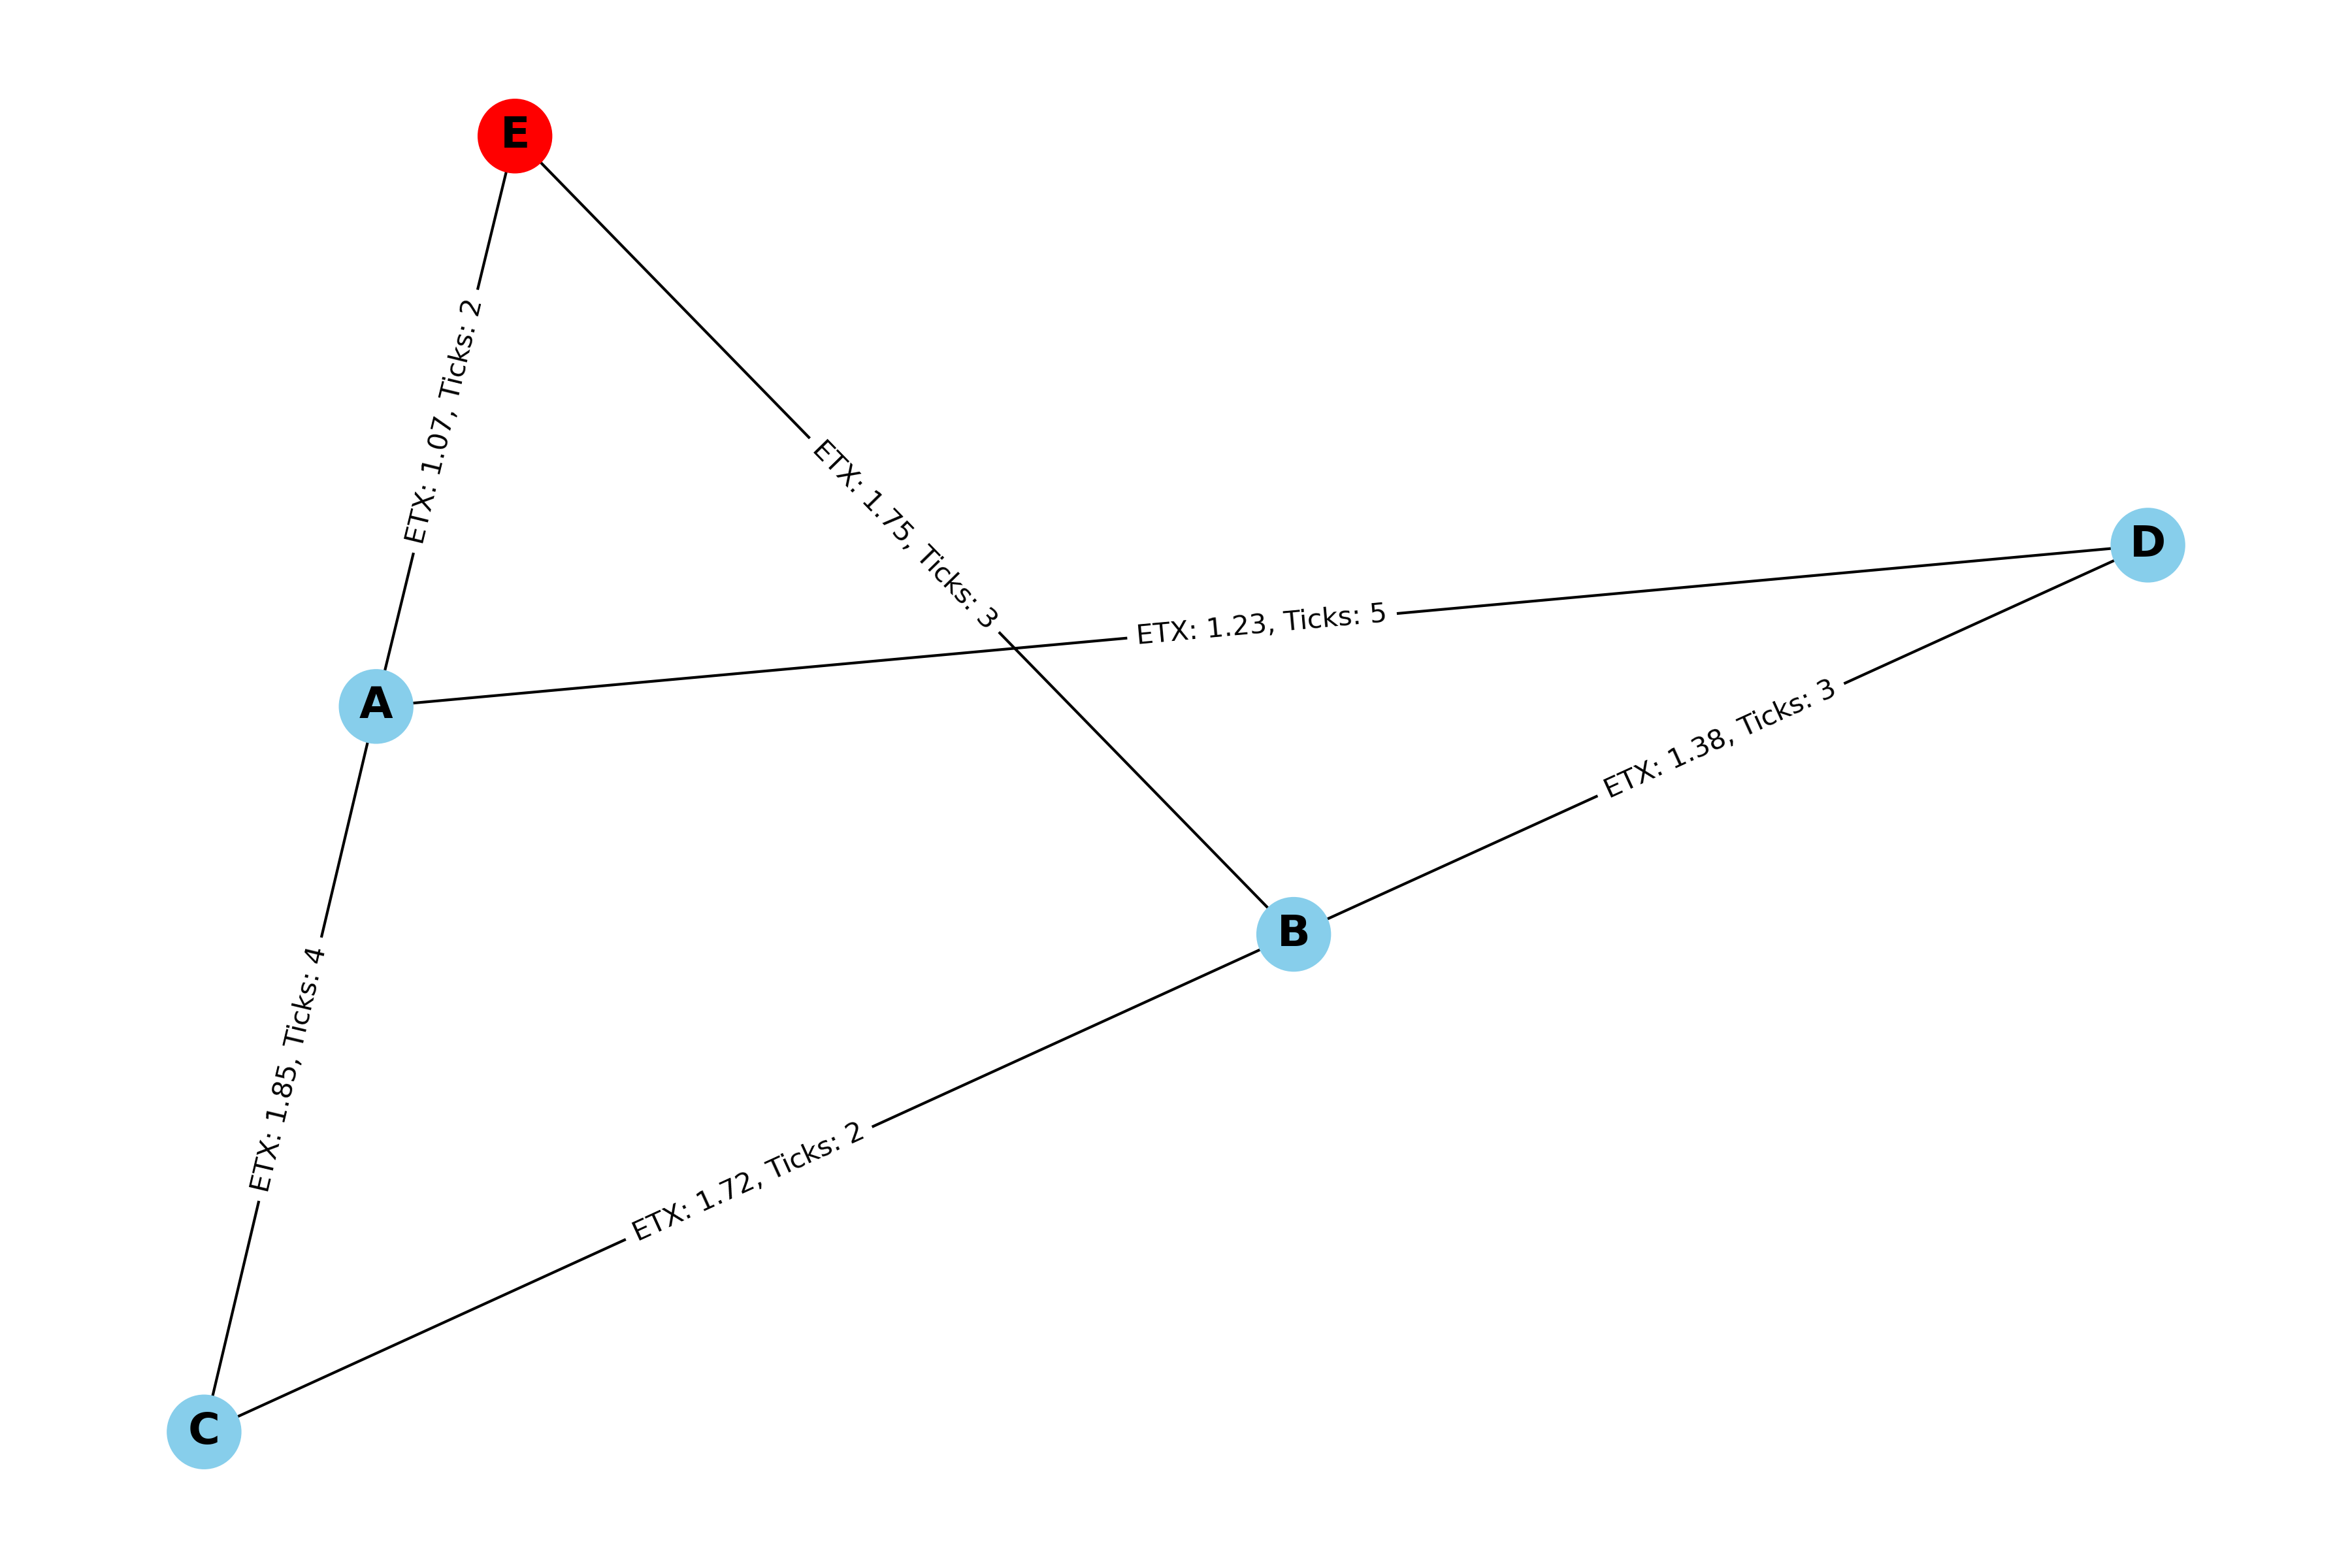 E
ETX: 1.07, Ticks: 2
ETX: 1.75, Ticks: 3
D
ETX: 1.23, Ticks: 5
A
ETX: 1.38, Ticks: 3
B
ETX: 1.85, Ticks: 4
ETX: 1.72, Ticks: 2
C